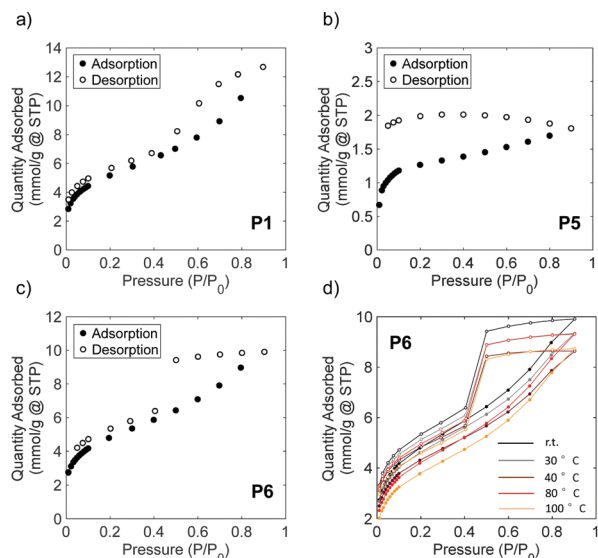 a)
14
12
10
8
6
4
2
0
Quantity Adsorbed
(mmol/g @ STP)
Adsorption
Desorption
P1
0 0.2 0.4 0.6 0.8 1
Pressure (P/P0)
b)
3
2.5
2
1.5
1
0.5
0
Quantity Adsorbed
(mmol/g @ STP)
Adsorption
Desorption
P5
0 0.2 0.4 0.6 0.8 1
Pressure (P/P0)
c)
10
8
6
4
2
0
Quantity Adsorbed
(mmol/g @ STP)
Adsorption
Desorption
P6
0 0.2 0.4 0.6 0.8 1
Pressure (P/P0)
d)
10
8
6
4
2
Quantity Adsorbed
(mmol/g @ STP)
P6
r.t.
30 ° C
40 ° C
80 ° C
100 ° C
0 0.2 0.4 0.6 0.8 1
Pressure (P/P0)